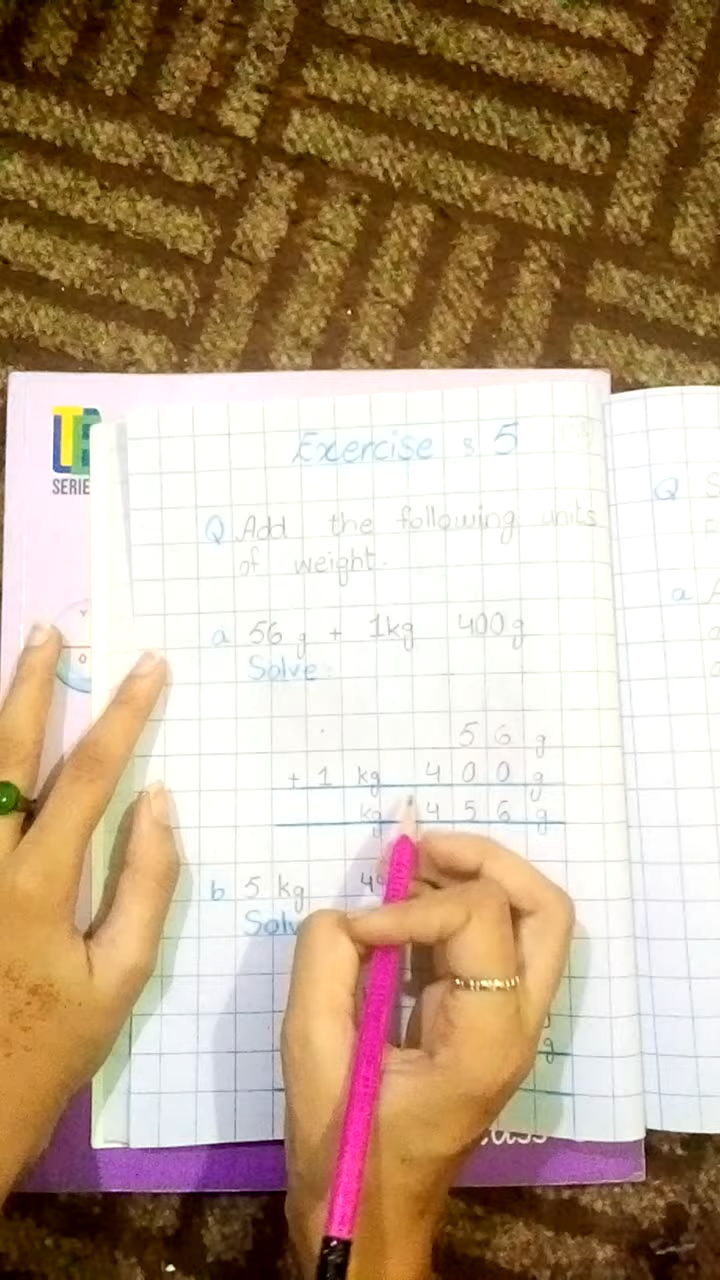 Exercise : 5
SERIE
Q Add the following units
of weight.
a 56 g + 1kg 400g
Solve:
5 6 g
+ 1 kg 4 0 0 g
kg 4 5 6 g
b 5 kg
Solv
g
Q S
a